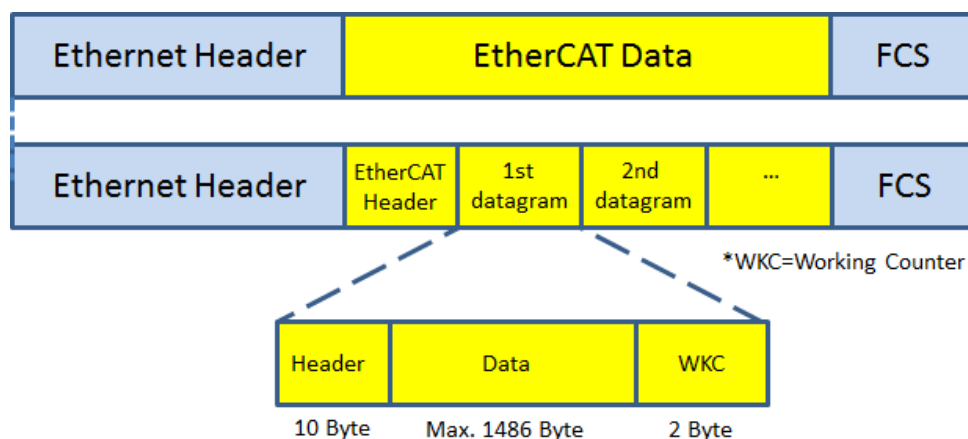 Ethernet Header EtherCAT Data FCS
Ethernet Header EtherCAT Header 1st datagram 2nd datagram ... FCS
*WKC=Working Counter
Header Data WKC
10 Byte Max. 1486 Byte 2 Byte